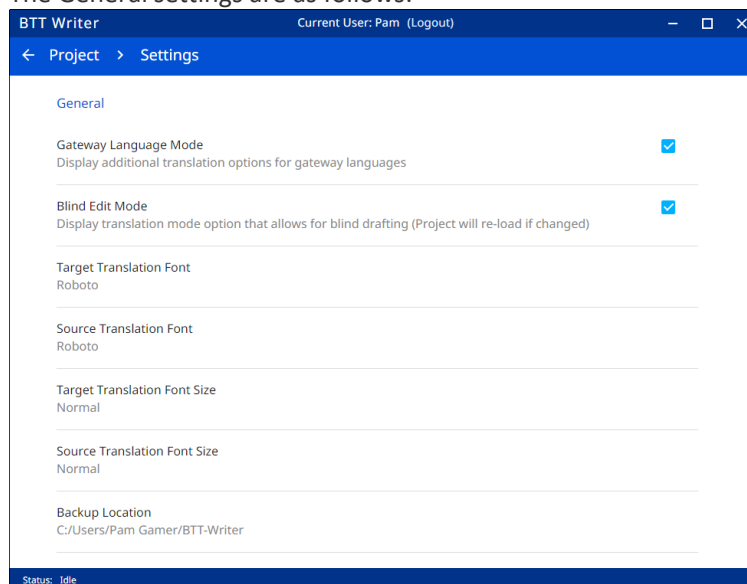 The General settings are as follows:
BTT Writer Current User: Pam (Logout)
← Project > Settings
General
Gateway Language Mode
Display additional translation options for gateway languages
Blind Edit Mode
Display translation mode option that allows for blind drafting (Project will re-load if changed)
Target Translation Font
Roboto
Source Translation Font
Roboto
Target Translation Font Size
Normal
Source Translation Font Size
Normal
Backup Location
C:/Users/Pam Gamer/BTT-Writer
Status: Idle